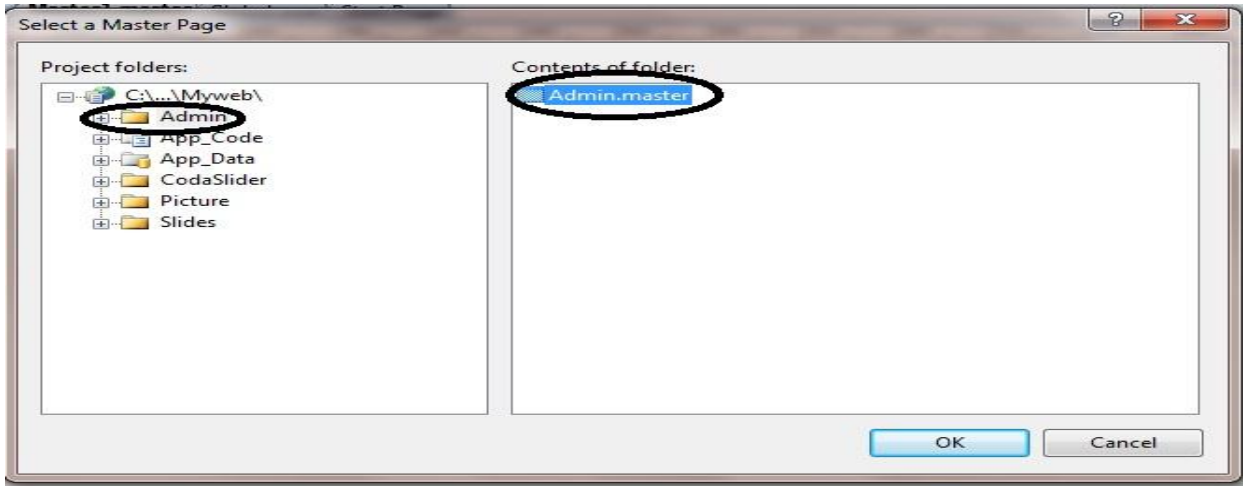 Select a Master Page
Project folders:
Contents of folder:
C:\...\Myweb\
Admin
App_Code
App_Data
CodaSlider
Picture
Slides
Admin.master
OK
Cancel